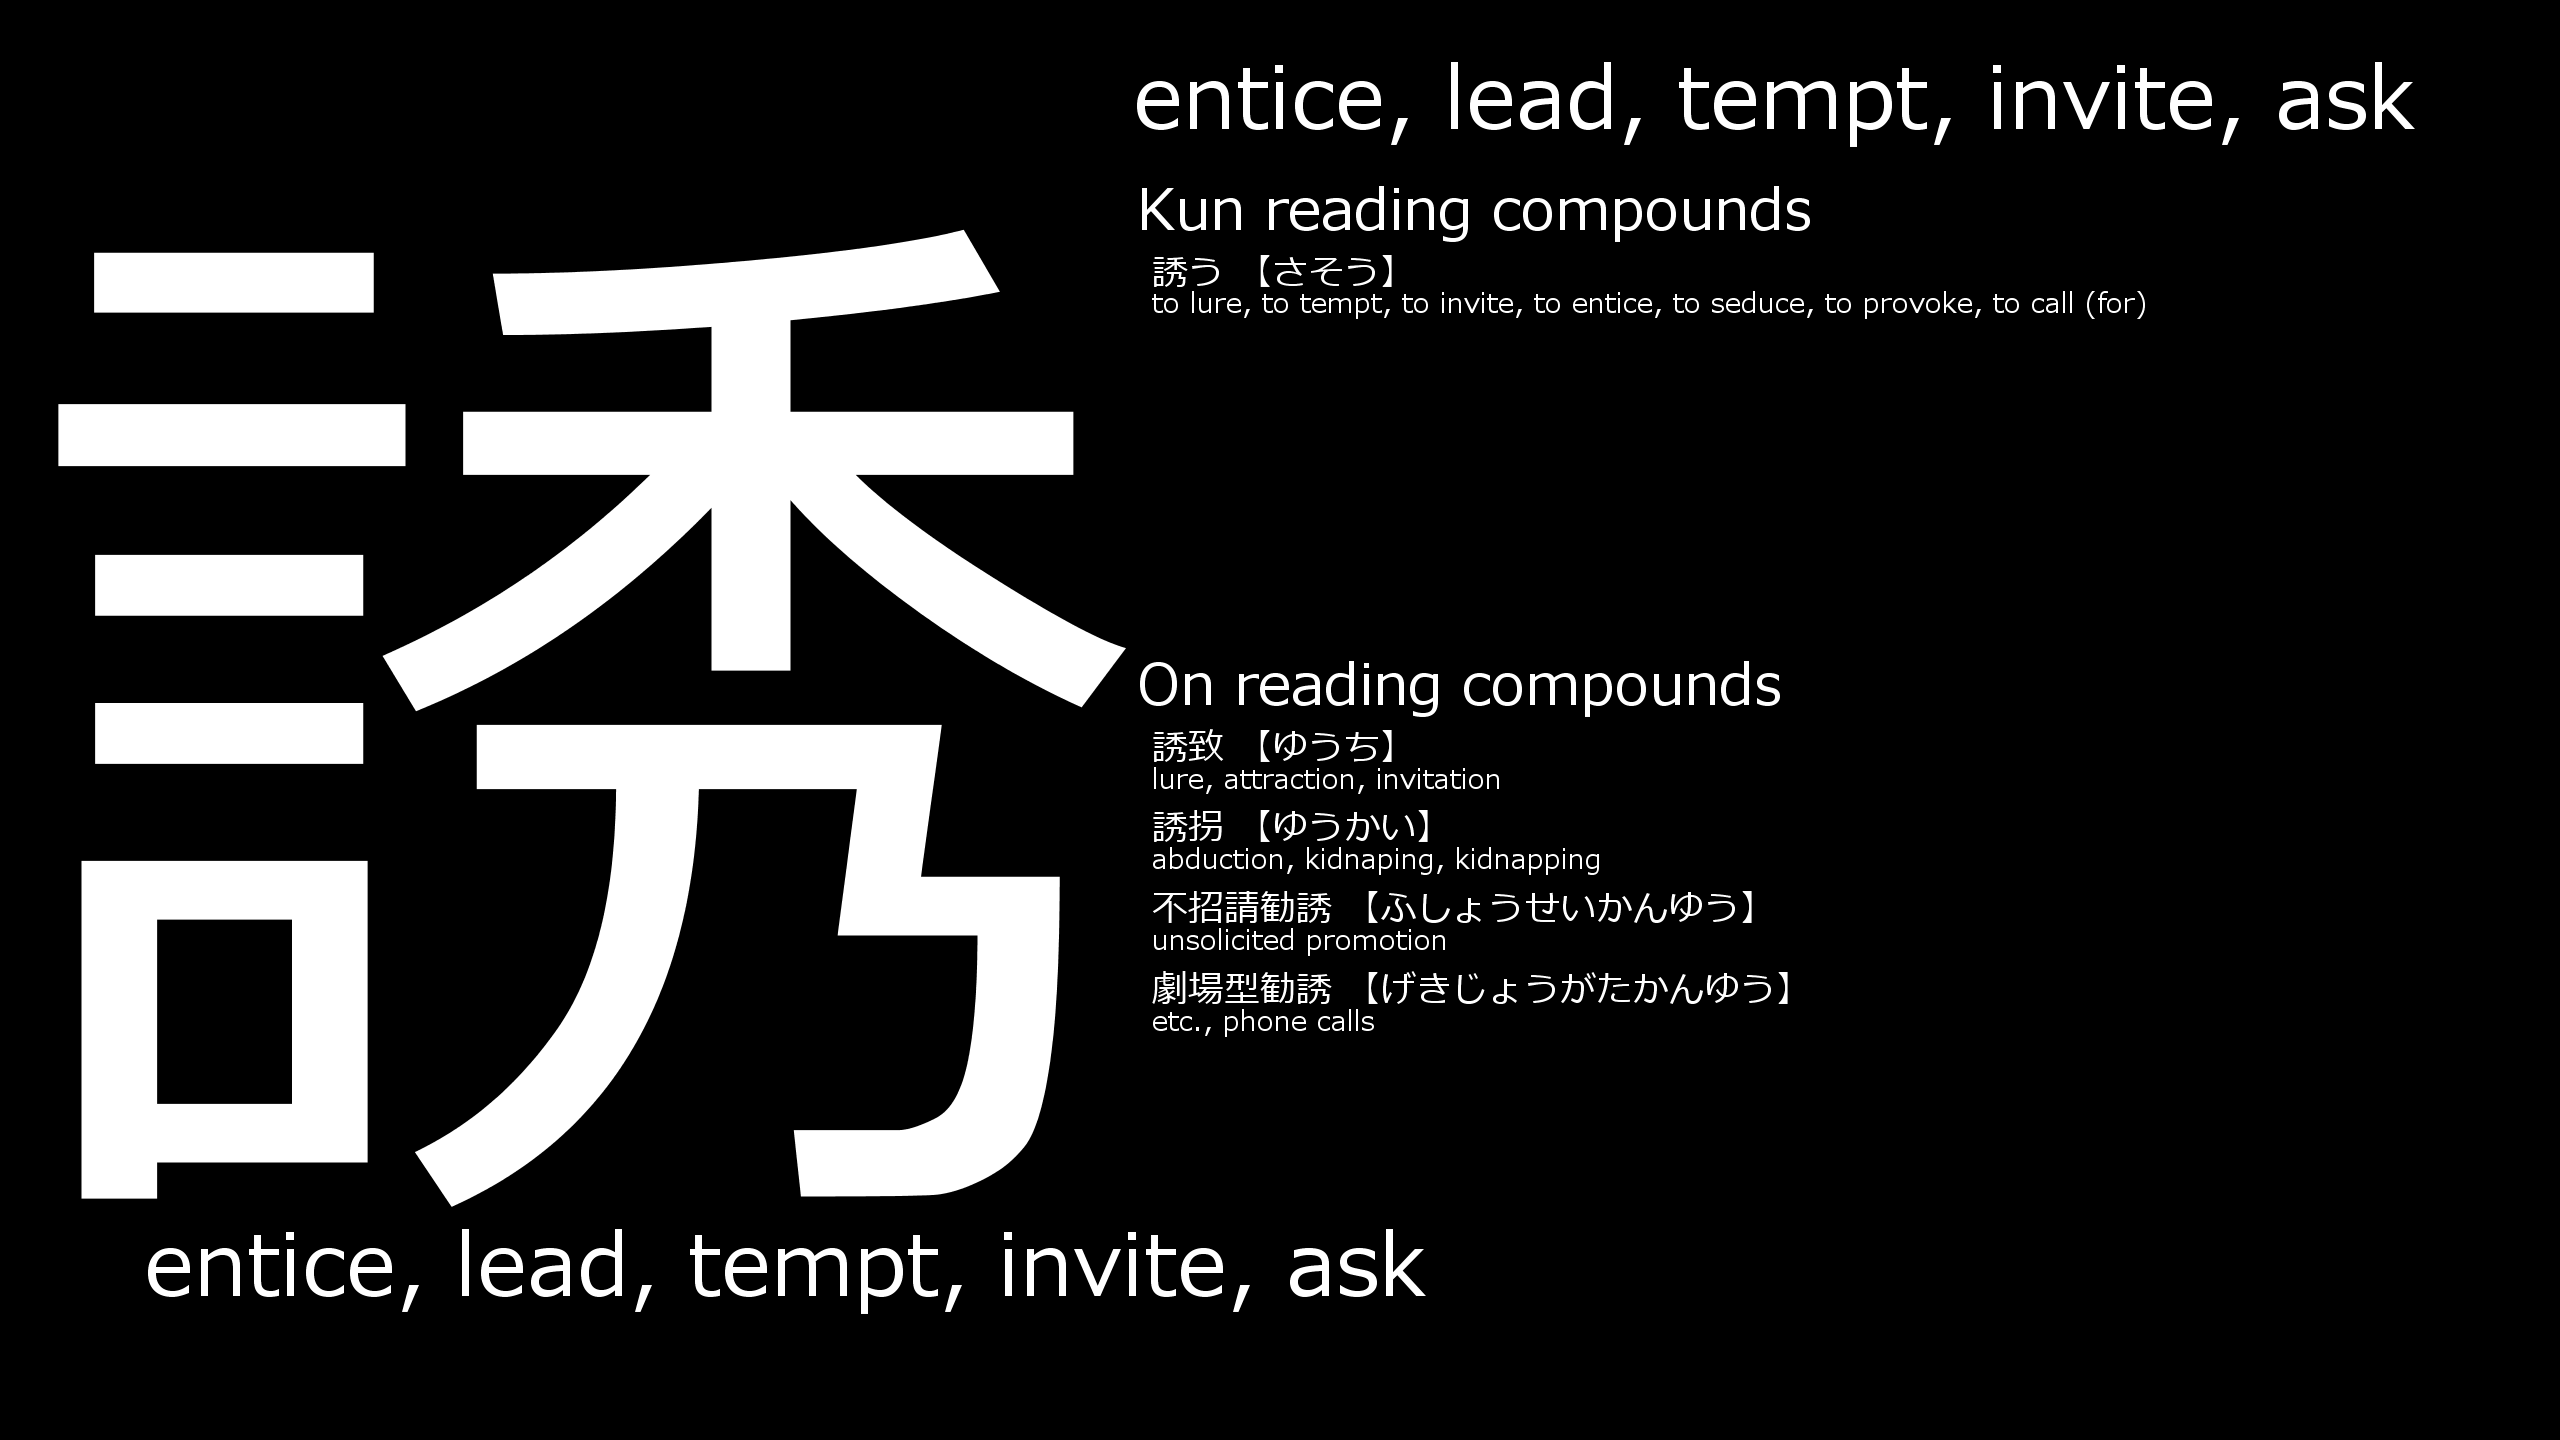 誘
entice, lead, tempt, invite, ask
entice, lead, tempt, invite, ask
Kun reading compounds
誘う 【さそう】
to lure, to tempt, to invite, to entice, to seduce, to provoke, to call (for)
On reading compounds
誘致 【ゆうち】
lure, attraction, invitation
誘拐 【ゆうかい】
abduction, kidnaping, kidnapping
不招請勧誘 【ふしょうせいかんゆう】
unsolicited promotion
劇場型勧誘 【げきじょうがたかんゆう】
etc., phone calls